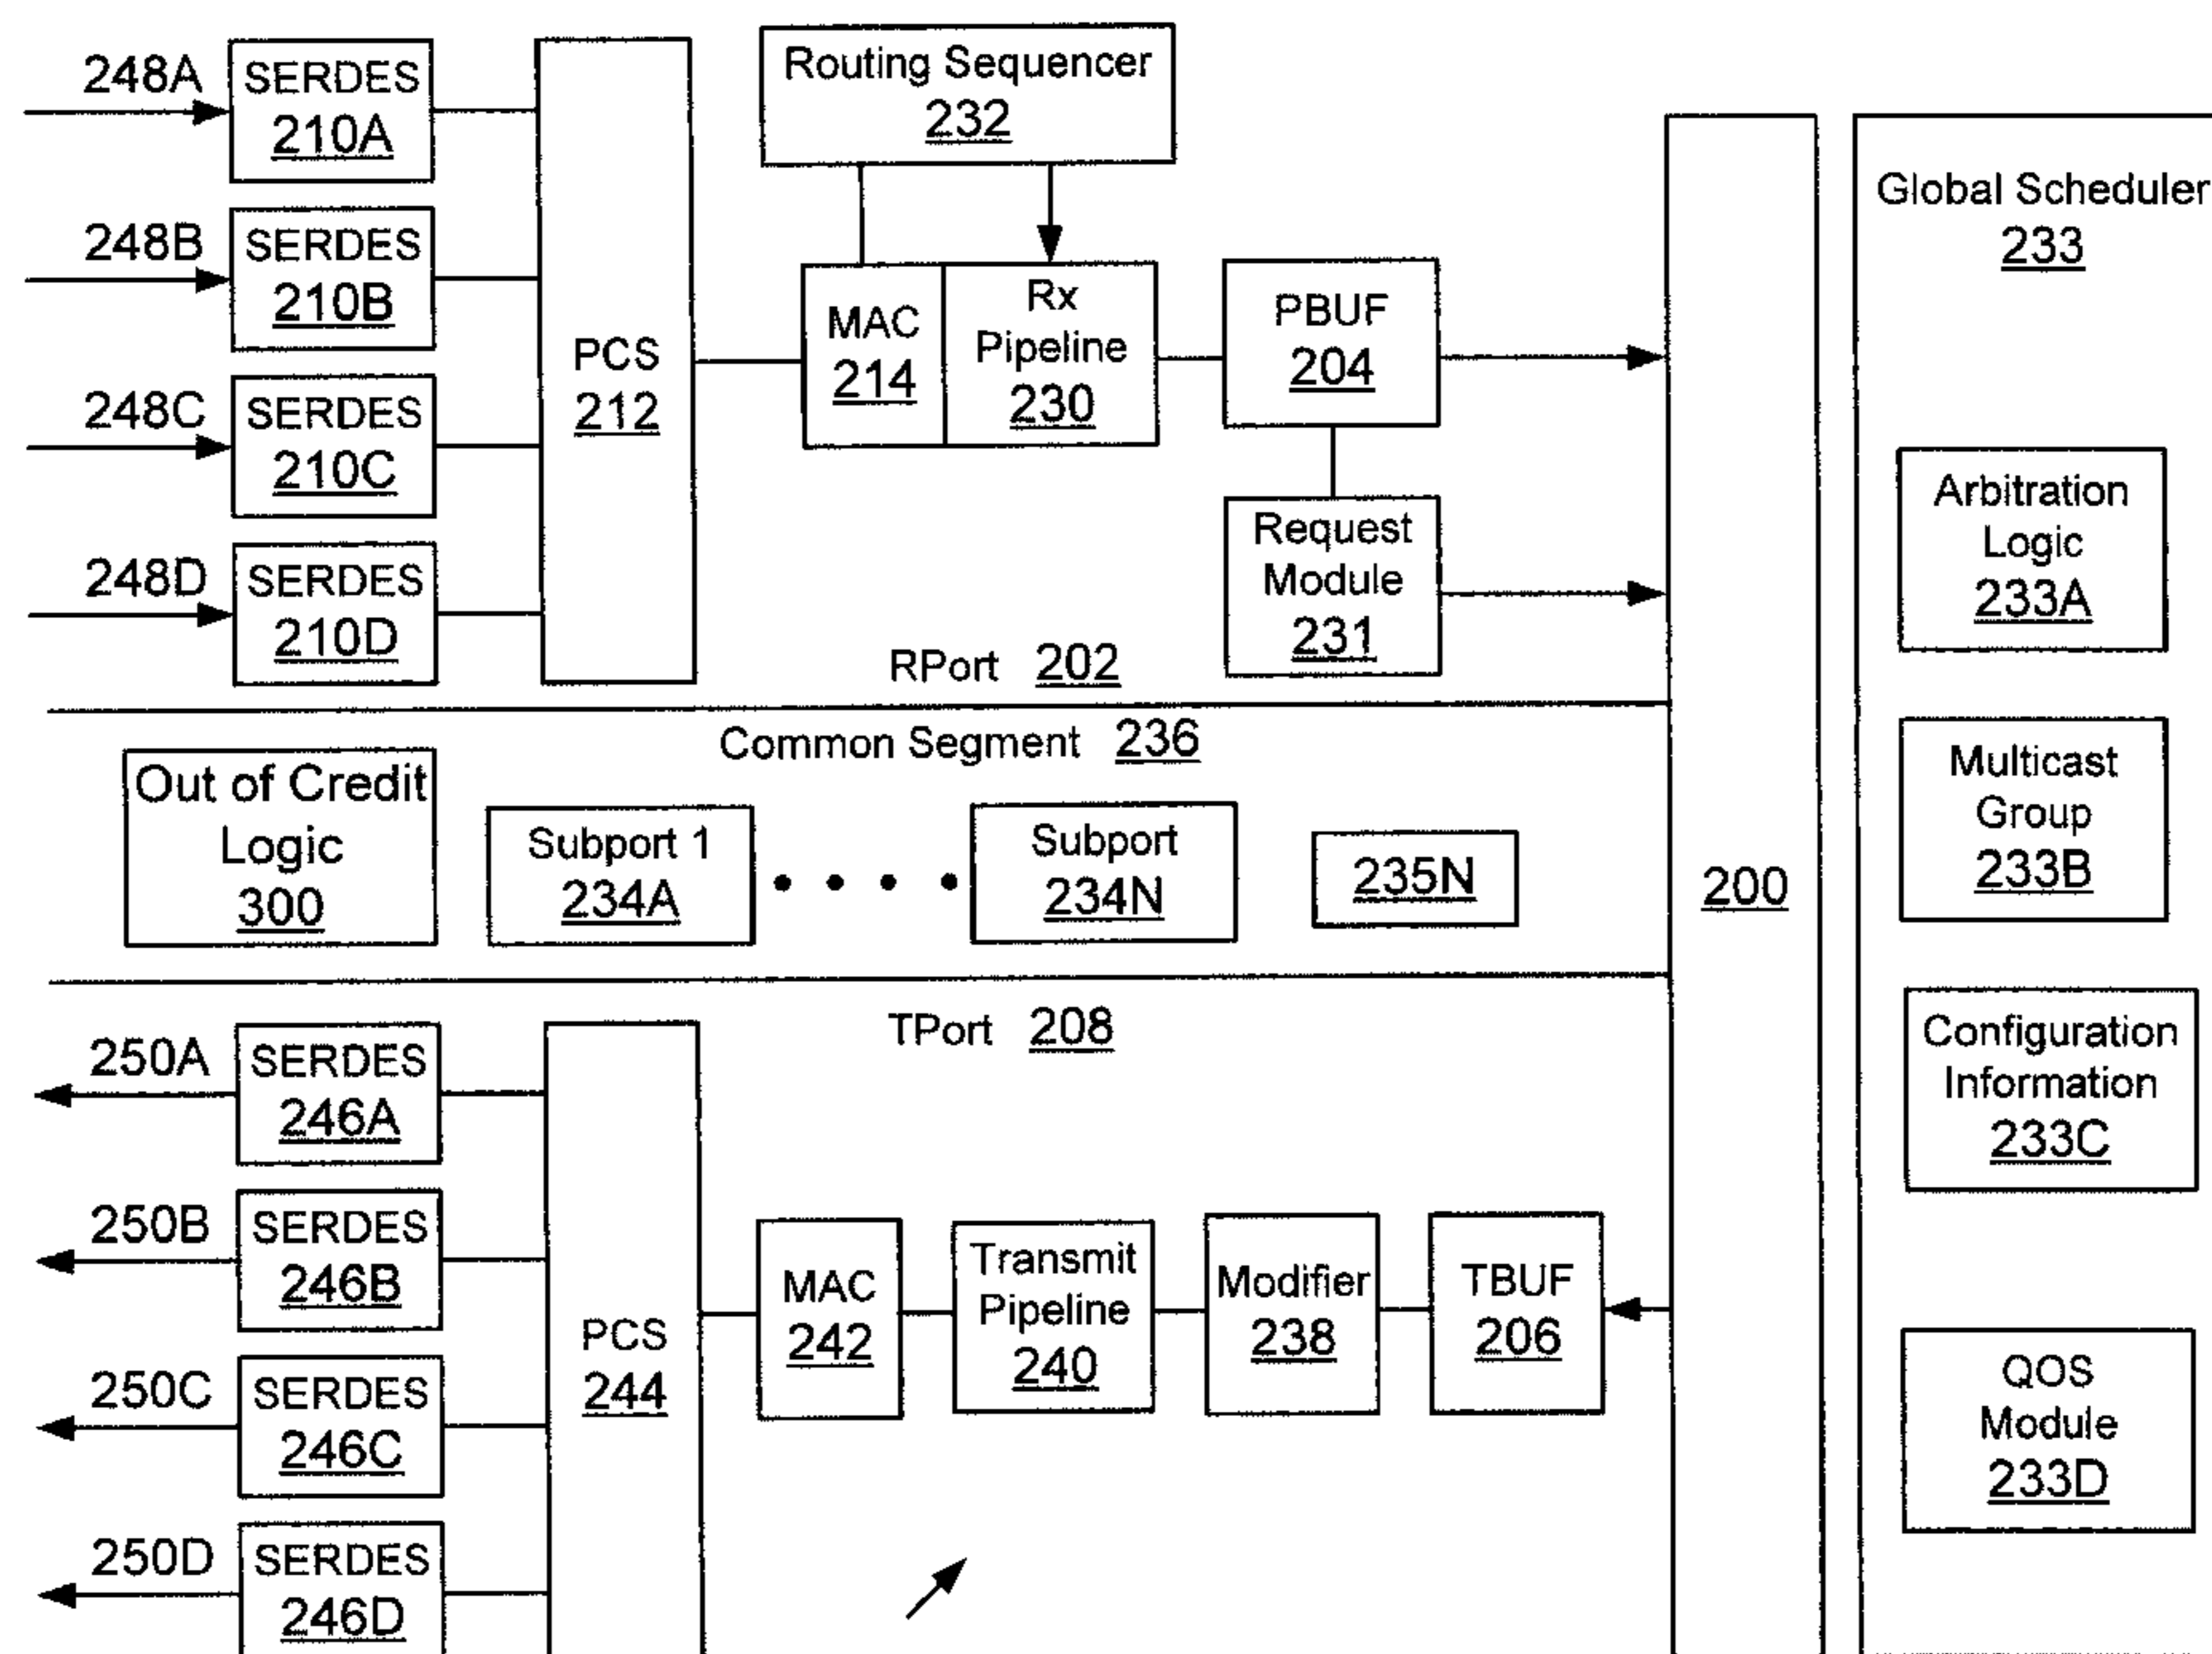 248A
SERDES
210A
248B
SERDES
210B
248C
SERDES
210C
248D
SERDES
210D
PCS
212
Routing Sequencer
232
MAC
214
Rx
Pipeline
230
PBUF
204
Request
Module
231
RPort 202
Common Segment 236
Out of Credit
Logic
300
Subport 1
234A
Subport
234N
235N
200
TPort 208
250A
SERDES
246A
250B
SERDES
246B
250C
SERDES
246C
250D
SERDES
246D
PCS
244
MAC
242
Transmit
Pipeline
240
Modifier
238
TBUF
206
Global Scheduler
233
Arbitration
Logic
233A
Multicast
Group
233B
Configuration
Information
233C
QOS
Module
233D